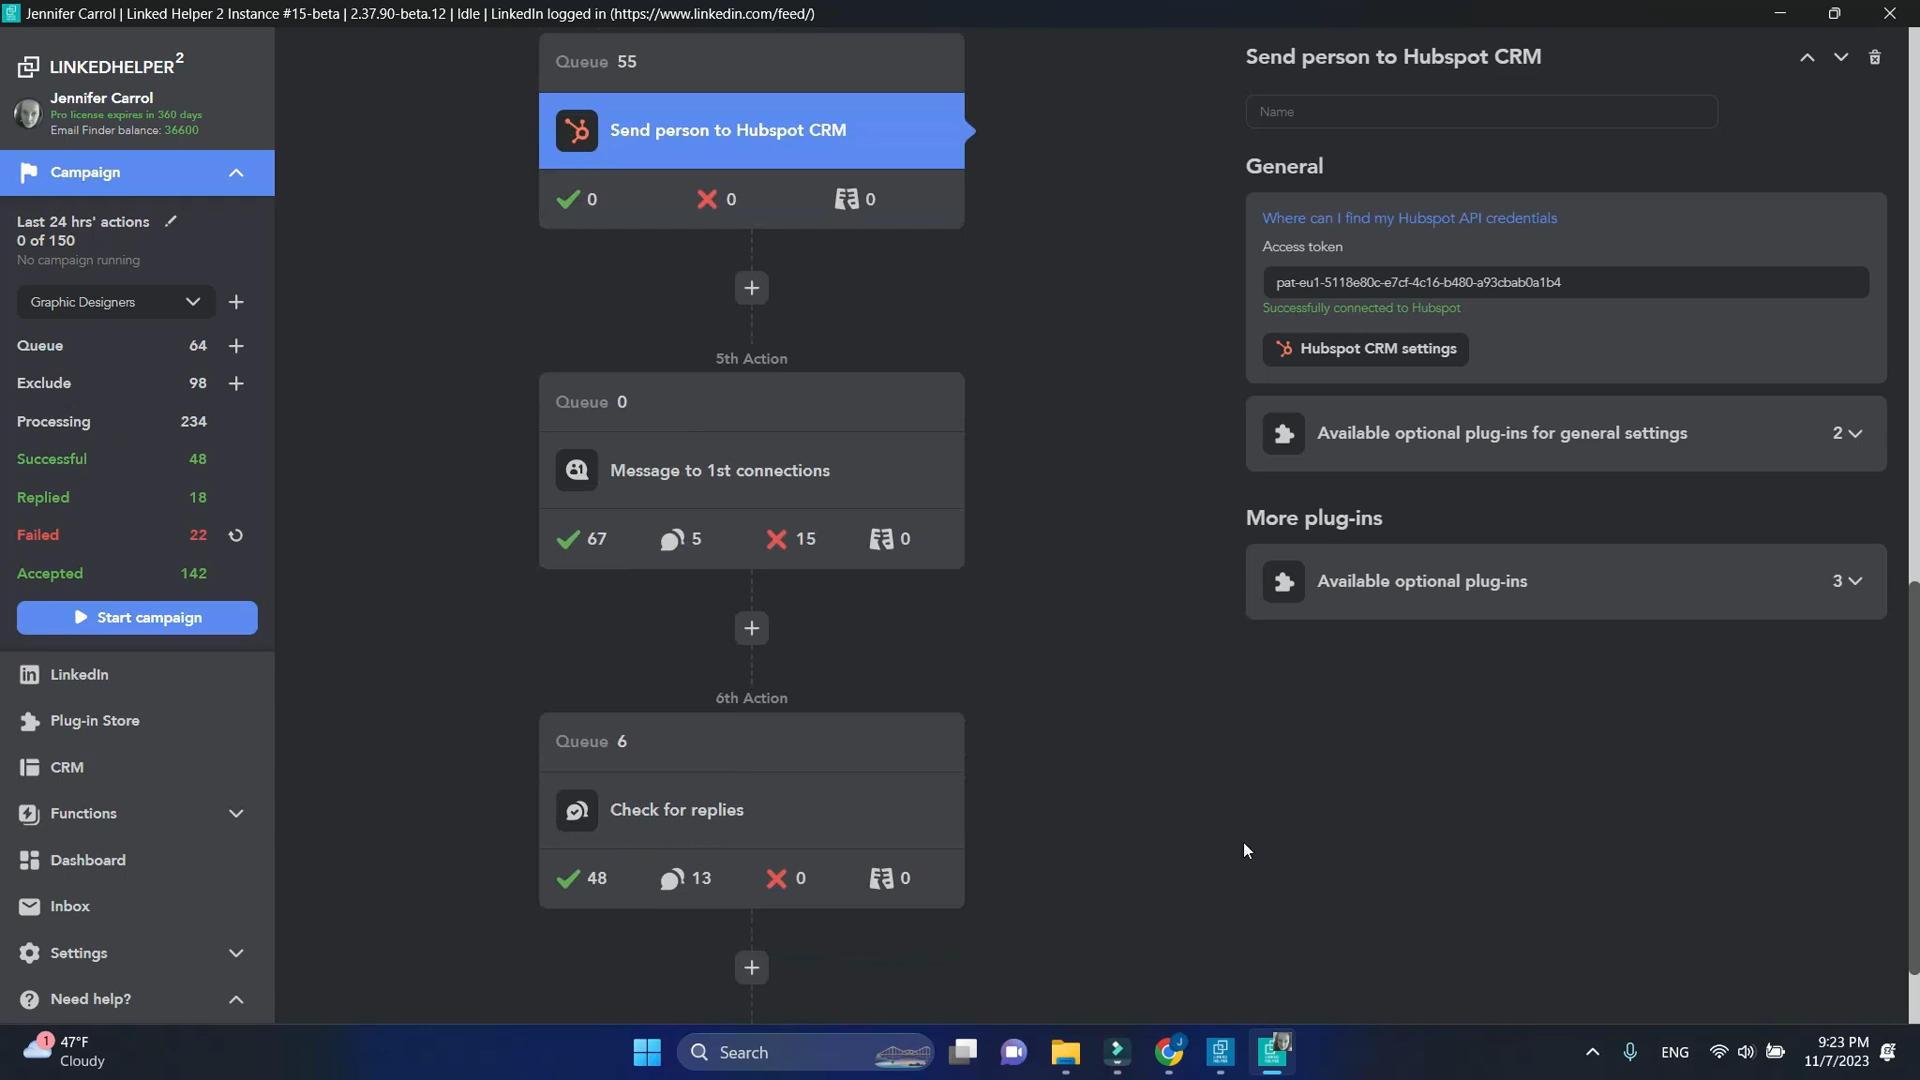 Jennifer Carrol | Linked Helper 2 Instance #15-beta | 2.37.90-beta.12 | Idle | LinkedIn logged in (https://www.linkedin.com/feed/)
LINKEDHELPER2
Jennifer Carrol
Pro license expires in 360 days
Email Finder balance: 36600
Campaign
Last 24 hrs' actions
0 of 150
No campaign running
Graphic Designers
Queue 64
Exclude 98
Processing 234
Successful 48
Replied 18
Failed 22
Accepted 142
Start campaign
LinkedIn
Plug-in Store
CRM
Functions
Dashboard
Inbox
Settings
Need help?
Queue 55
Send person to Hubspot CRM
0 0 0
5th Action
Queue 0
Message to 1st connections
67 5 15 0
6th Action
Queue 6
Check for replies
48 13 0 0
Send person to Hubspot CRM
Name
General
Where can I find my Hubspot API credentials
Access token
pat-eu1-5118e80c-e7cf-4c16-b480-a93cbab0a1b4
Successfully connected to Hubspot
Hubspot CRM settings
Available optional plug-ins for general settings 2
More plug-ins
Available optional plug-ins 3
1
47°F
Cloudy
Search
J
ENG
9:23 PM
11/7/2023